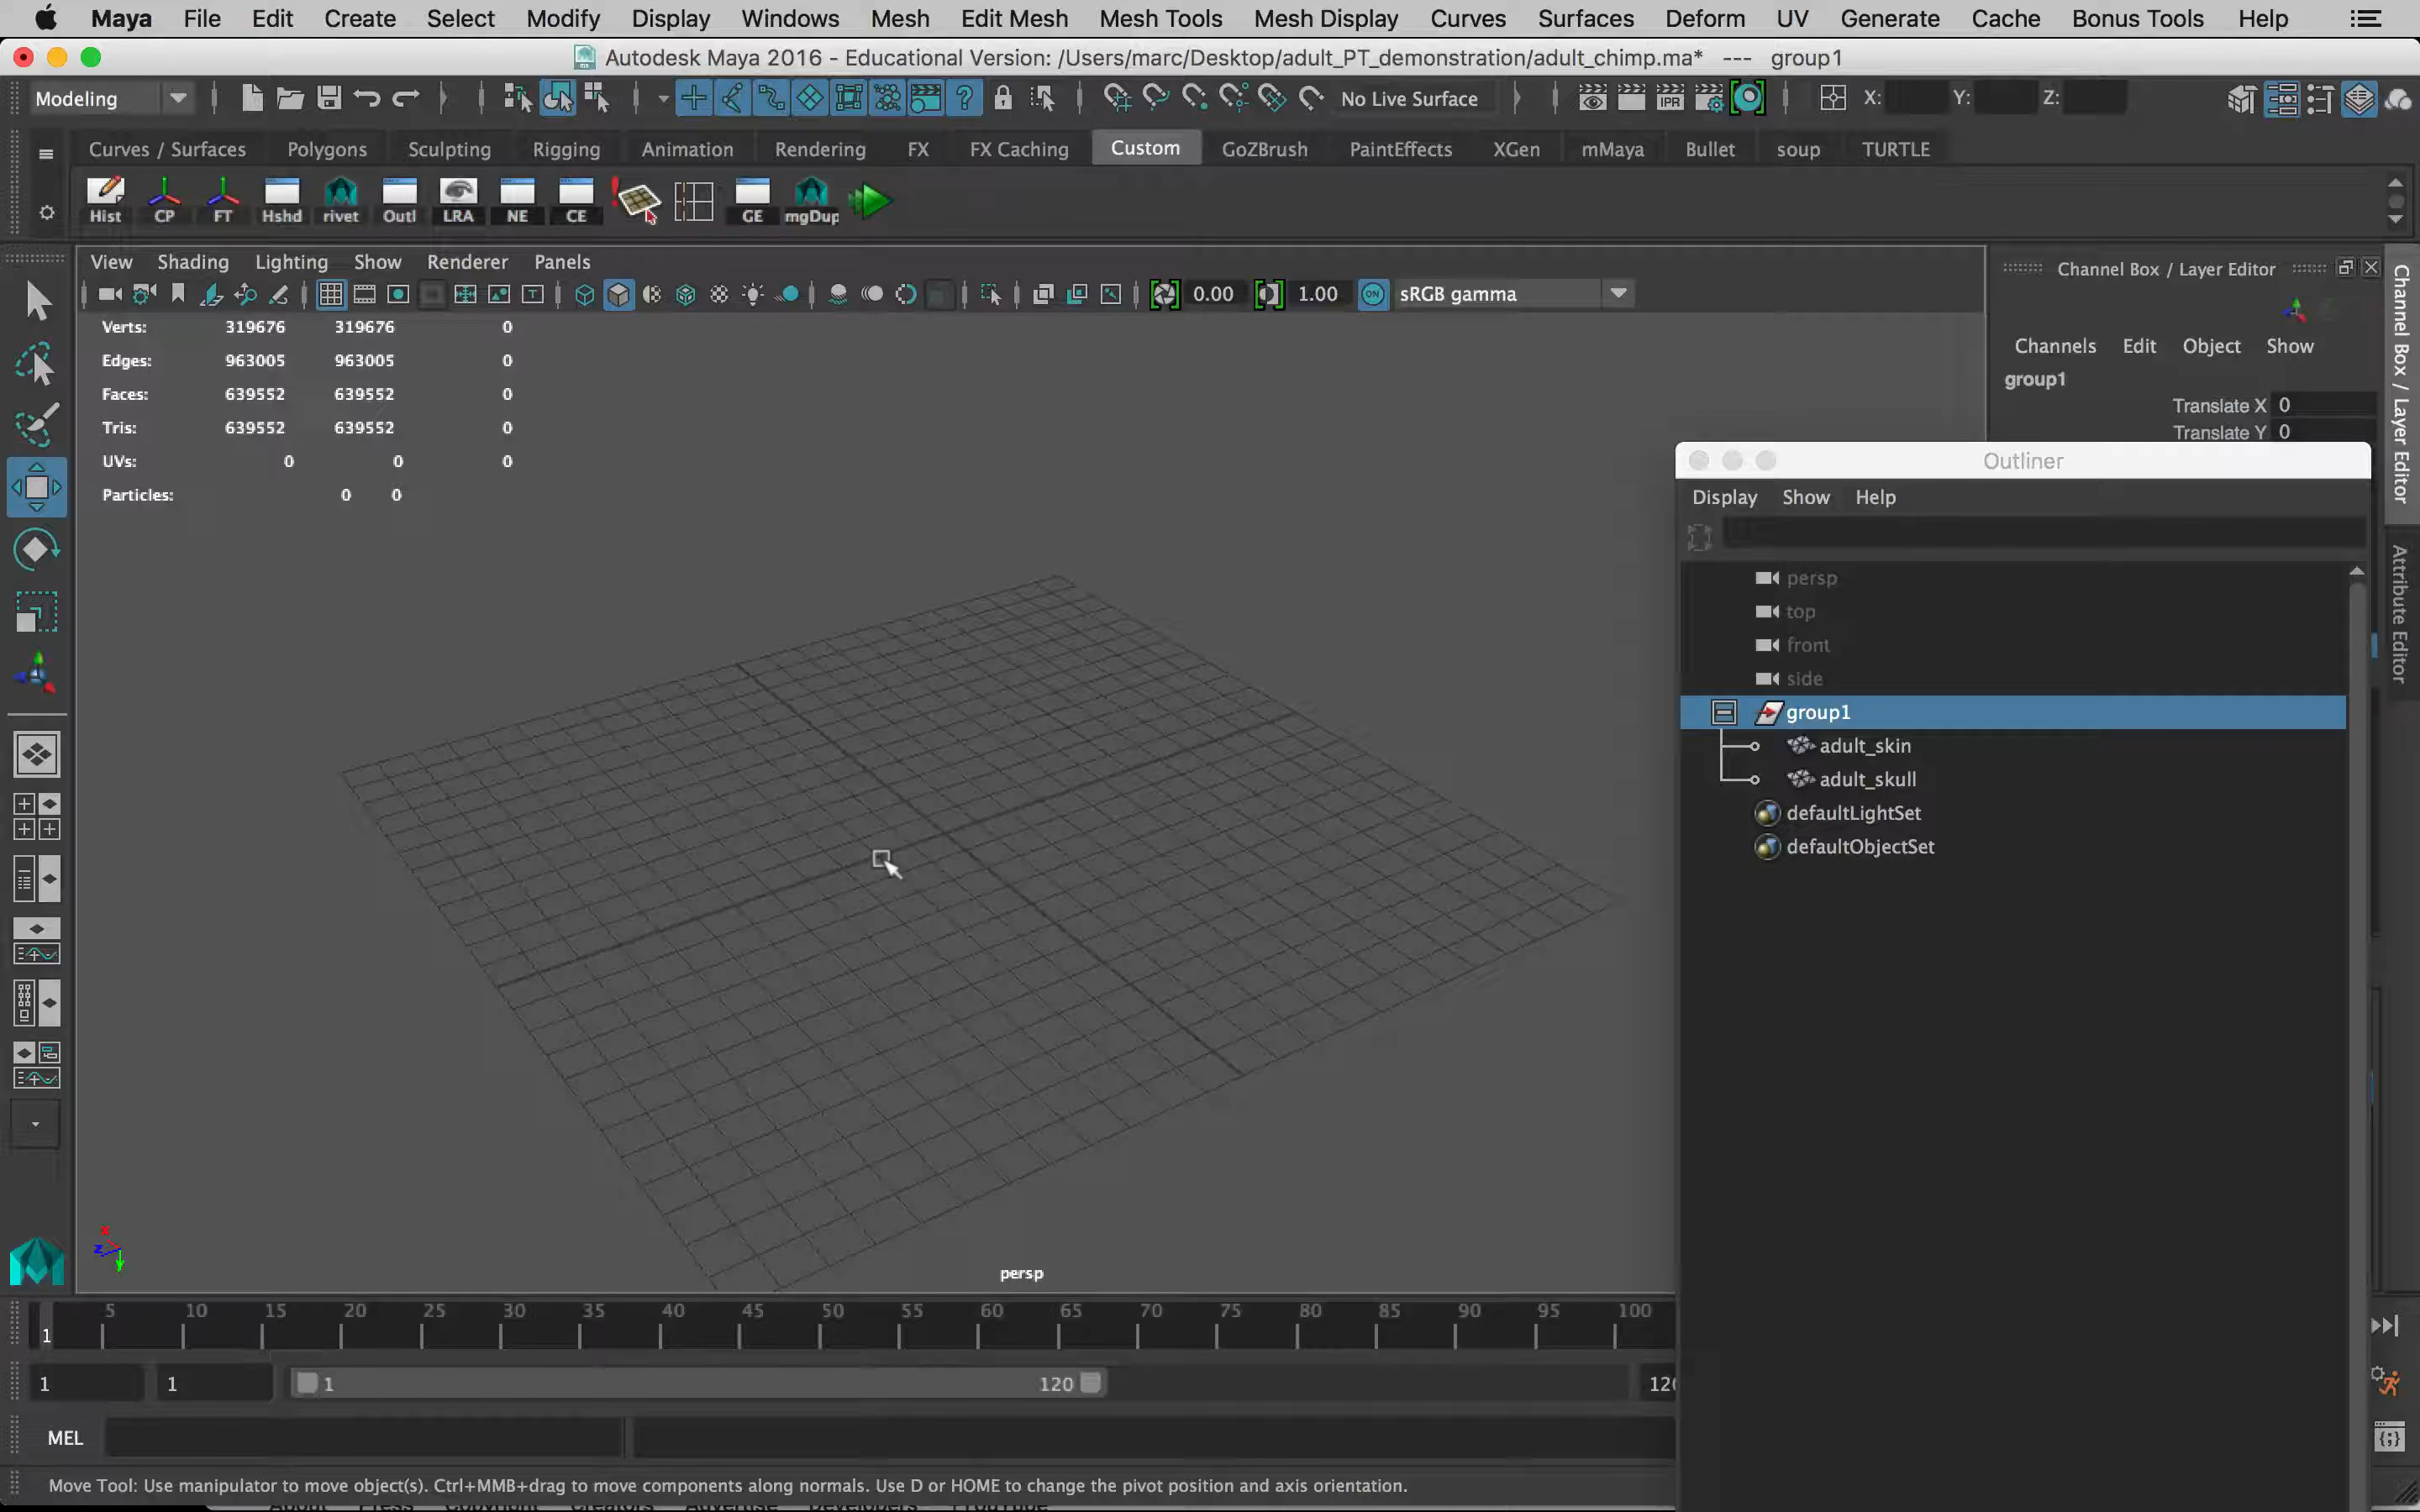 Maya File Edit Create Select Modify Display Windows Mesh Edit Mesh Mesh Tools Mesh Display Curves Surfaces Deform UV Generate Cache Bonus Tools Help
Autodesk Maya 2016 - Educational Version: /Users/marc/Desktop/adult_PT_demonstration/adult_chimp.ma* --- group1
Modeling No Live Surface IPR X: Y: Z:
Curves / Surfaces Polygons Sculpting Rigging Animation Rendering FX FX Caching Custom GoZBrush PaintEffects XGen mMaya Bullet soup TURTLE
Hist CP FT Hshd rivet Outl LRA NE CE GE mgDup
View Shading Lighting Show Renderer Panels
0.00 1.00 ON sRGB gamma
Verts: 319676 319676 0
Edges: 963005 963005 0
Faces: 639552 639552 0
Tris: 639552 639552 0
UVs: 0 0 0
Particles: 0 0
Channel Box / Layer Editor
Channels Edit Object Show
group1
Translate X 0
Translate Y 0
Channel Box / Layer Editor
Attribute Editor
Outliner
Display Show Help
persp
top
front
side
group1
adult_skin
adult_skull
defaultLightSet
defaultObjectSet
x
z
persp
5 10 15 20 25 30 35 40 45 50 55 60 65 70 75 80 85 90 95 100
1
1 1 1 120
MEL
Move Tool: Use manipulator to move object(s). Ctrl+MMB+drag to move components along normals. Use D or HOME to change the pivot position and axis orientation.